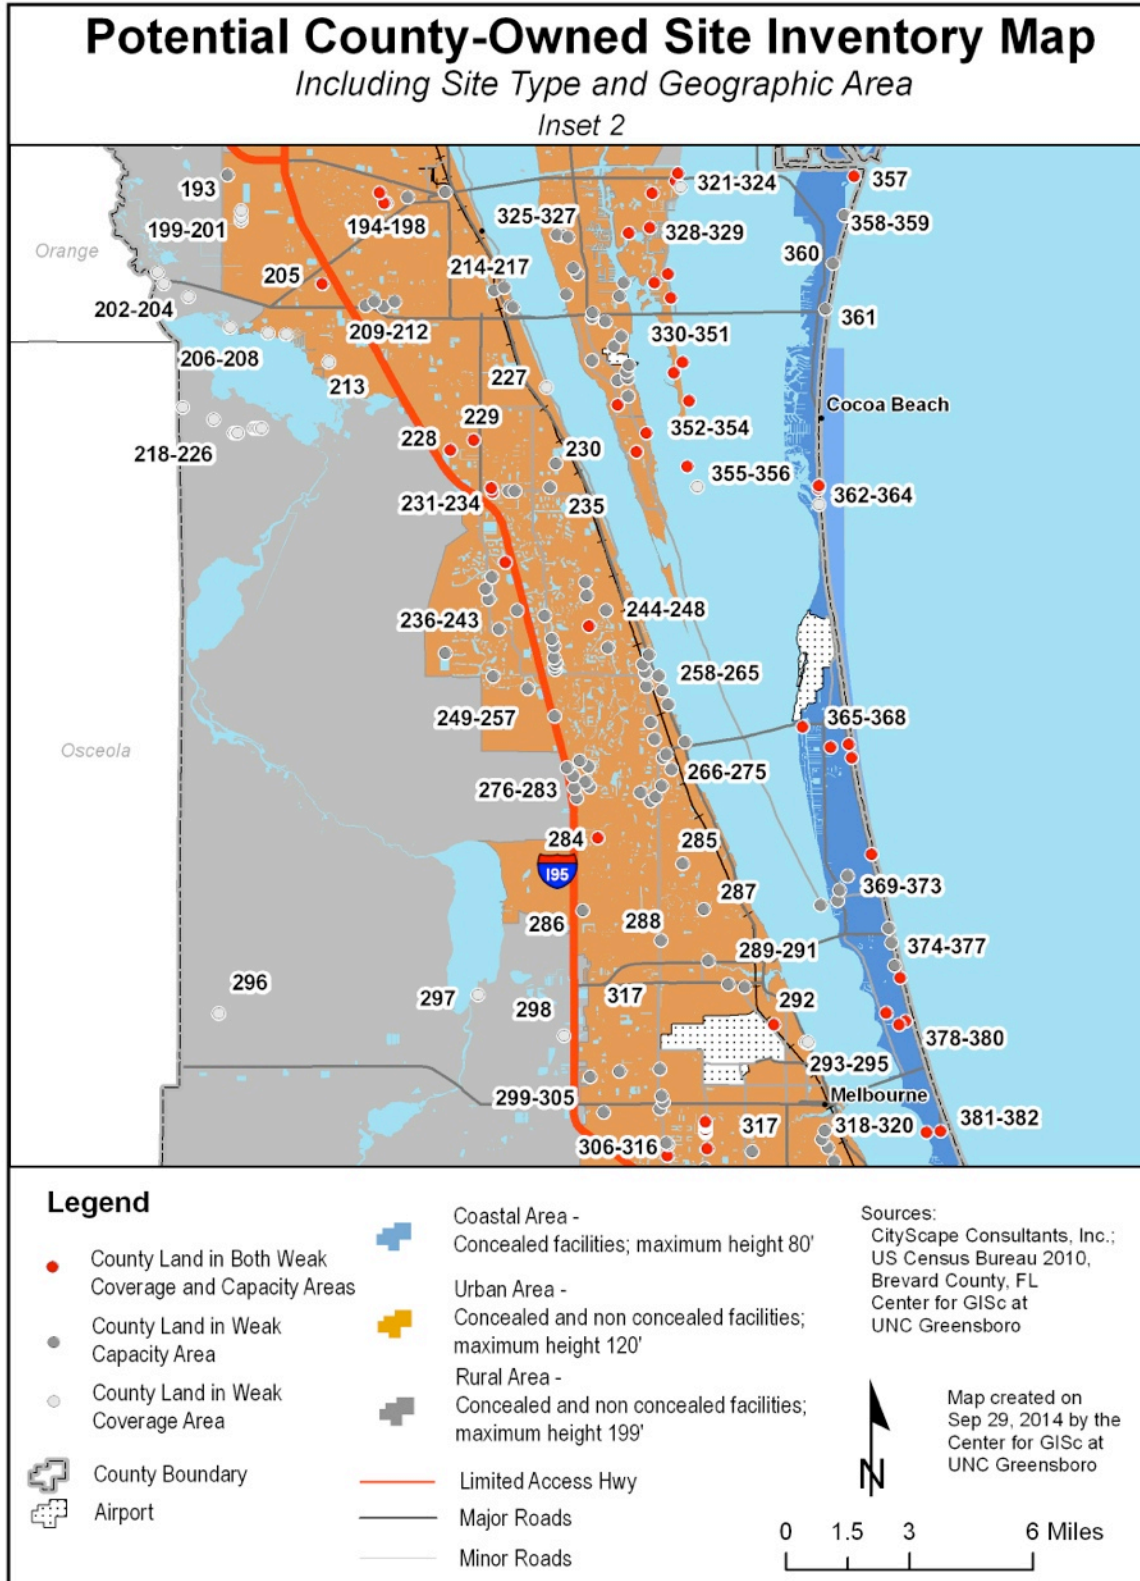 Potential County-Owned Site Inventory Map
Including Site Type and Geographic Area
Inset 2
193
199-201
194-198
325-327
321-324
357
328-329
358-359
Orange
205
214-217
360
202-204
209-212
361
206-208
330-351
213
227
Cocoa Beach
229
352-354
228
218-226
230
355-356
231-234
235
362-364
236-243
244-248
258-265
249-257
365-368
Osceola
266-275
276-283
284
285
195
369-373
287
286
288
374-377
289-291
296
297
317
292
298
378-380
293-295
299-305
Melbourne
317
318-320
381-382
306-316
Legend
County Land in Both Weak
Coverage and Capacity Areas
County Land in Weak
Capacity Area
County Land in Weak
Coverage Area
County Boundary
Airport
Coastal Area -
Concealed facilities; maximum height 80'
Urban Area -
Concealed and non concealed facilities;
maximum height 120'
Rural Area -
Concealed and non concealed facilities;
maximum height 199'
Limited Access Hwy
Major Roads
Minor Roads
Sources:
CityScape Consultants, Inc.;
US Census Bureau 2010,
Brevard County, FL
Center for GISc at
UNC Greensboro
Map created on
Sep 29, 2014 by the
Center for GISc at
UNC Greensboro
N
0 1.5 3 6 Miles